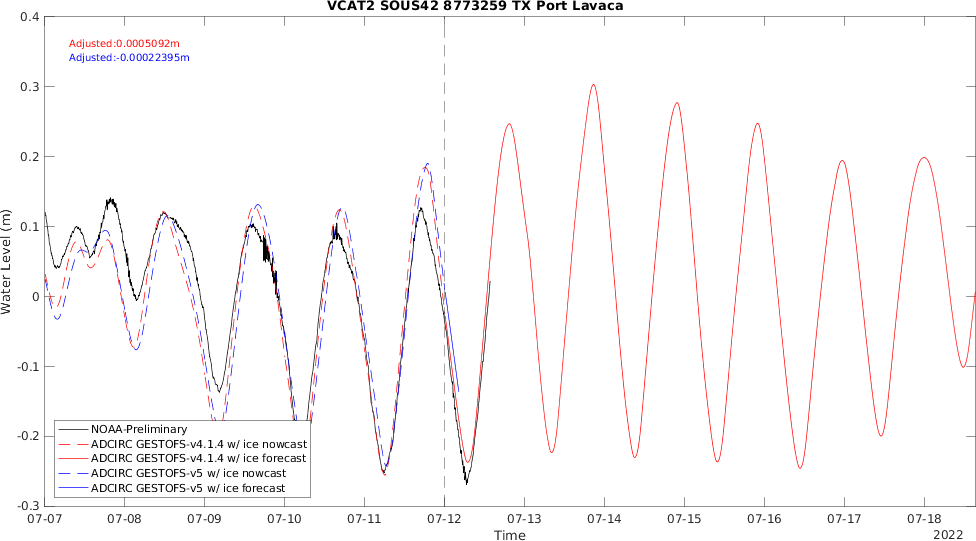 VCAT2 SOUS42 8773259 TX Port Lavaca
Adjusted:0.0005092m
Adjusted:-0.00022395m
Water Level (m)
0.4
0.3
0.2
0.1
0
-0.1
-0.2
-0.3
NOAA-Preliminary
ADCIRC GESTOFS-v4.1.4 w/ ice nowcast
ADCIRC GESTOFS-v4.1.4 w/ ice forecast
ADCIRC GESTOFS-v5 w/ ice nowcast
ADCIRC GESTOFS-v5 w/ ice forecast
07-07 07-08 07-09 07-10 07-11 07-12 07-13 07-14 07-15 07-16 07-17 07-18
Time
2022